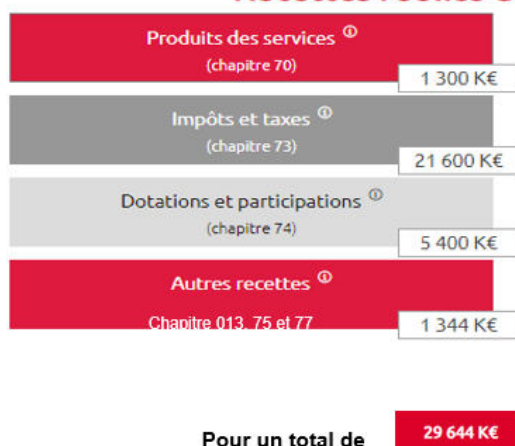 Produits des services
(chapitre 70)
1 300 K€
Impôts et taxes
(chapitre 73)
21 600 K€
Dotations et participations
(chapitre 74)
5 400 K€
Autres recettes
Chapitre 013, 75 et 77
1 344 K€
Pour un total de
29 644 K€